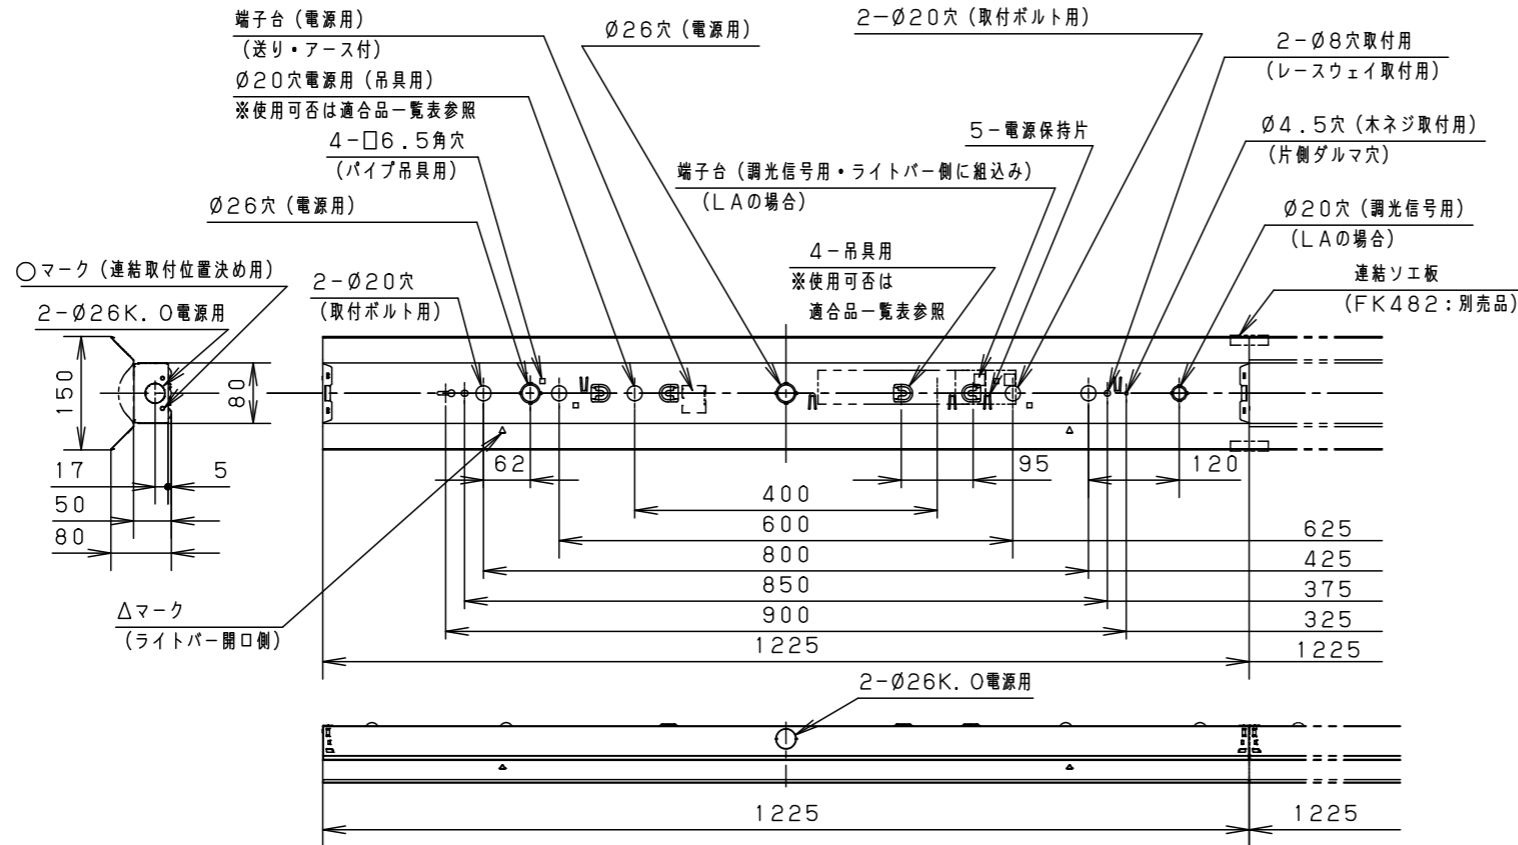 端子台（電源用）
（送り・アース付）
Ø20穴電源用（吊具用）
※使用可否は適合品一覧表参照
4－□6．5角穴
（パイプ吊具用）
Ø26穴（電源用）
○マーク（連結取付位置決め用）
2－Ø26K．O電源用
2－Ø20穴
（取付ボルト用）
Ø26穴（電源用）
2－Ø20穴（取付ボルト用）
2－Ø8穴取付用
（レースウェイ取付用）
5－電源保持片
Ø4．5穴（木ネジ取付用）
（片側ダルマ穴）
端子台（調光信号用・ライトバー側に組込み）
（LAの場合）
Ø20穴（調光信号用）
（LAの場合）
4－吊具用
※使用可否は
適合品一覧表参照
連結ソエ板
（FK482：別売品）
150
80
17
5
50
80
62
95
120
400
600
625
800
425
850
375
900
325
1225
1225
△マーク
（ライトバー開口側）
2－Ø26K．O電源用
1225
1225